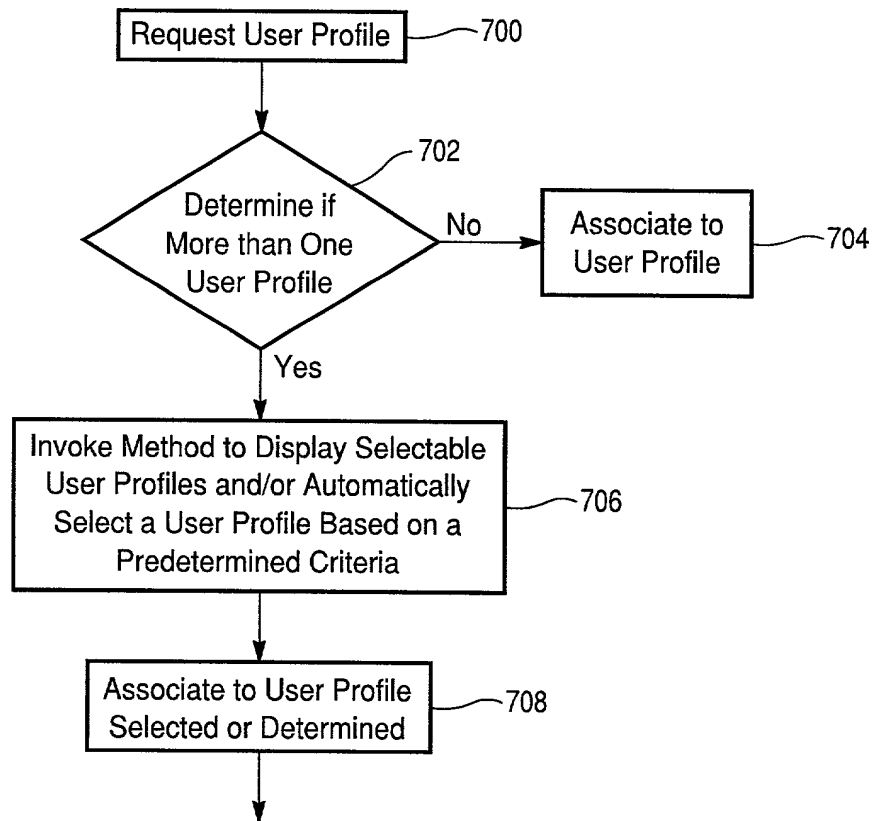 Request User Profile
700
702
Determine if
More than One
User Profile
No
Associate to
User Profile
704
Yes
Invoke Method to Display Selectable
User Profiles and/or Automatically
Select a User Profile Based on a
Predetermined Criteria
706
Associate to User Profile
Selected or Determined
708